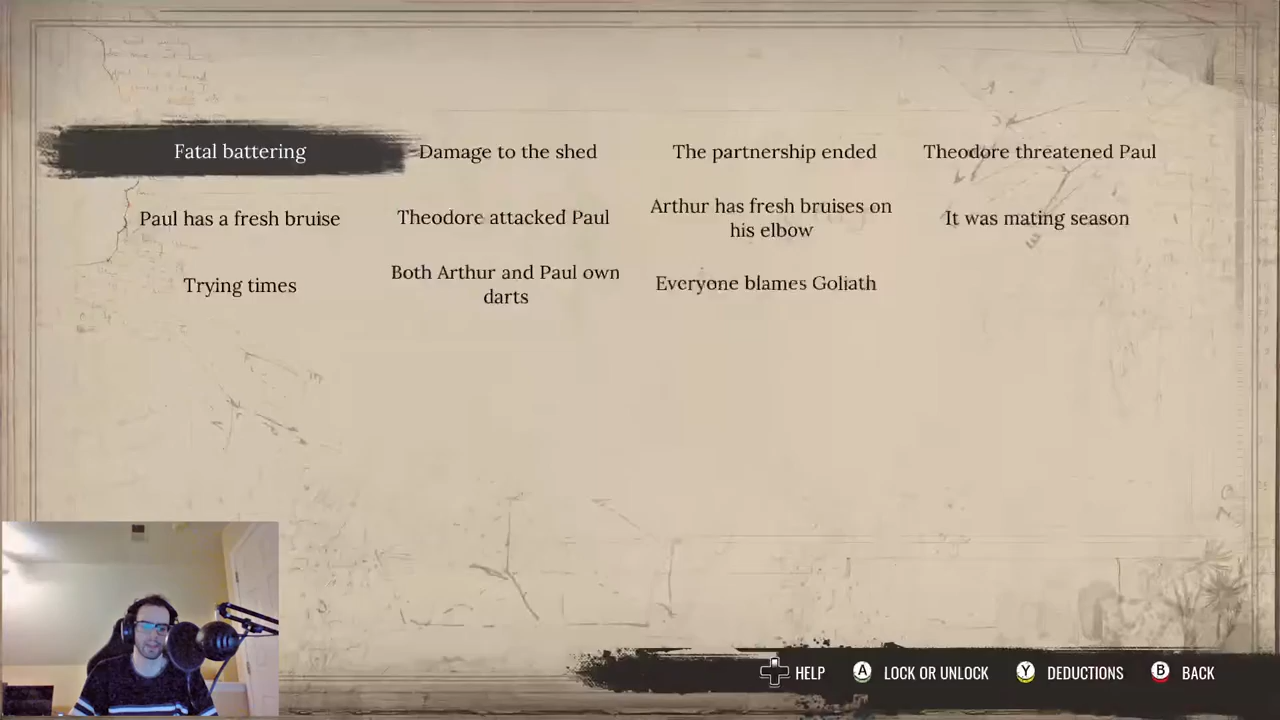 Fatal battering
Damage to the shed
The partnership ended
Theodore threatened Paul
Paul has a fresh bruise
Theodore attacked Paul
Arthur has fresh bruises on
his elbow
It was mating season
Trying times
Both Arthur and Paul own
darts
Everyone blames Goliath
HELP
A LOCK OR UNLOCK
Y DEDUCTIONS
B BACK